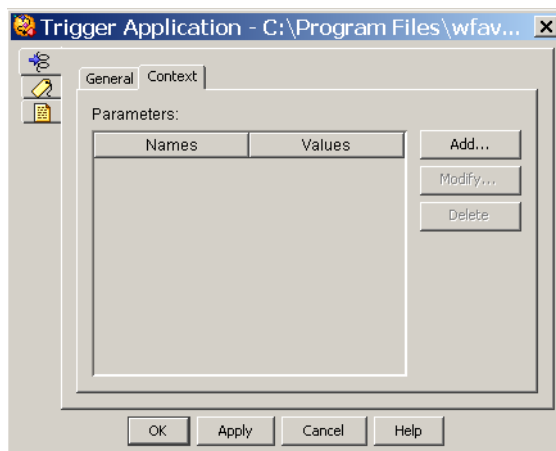 Trigger Application - C:\Program Files\wfav...
General Context
Parameters:
Names Values
Add...
Modify...
Delete
OK Apply Cancel Help